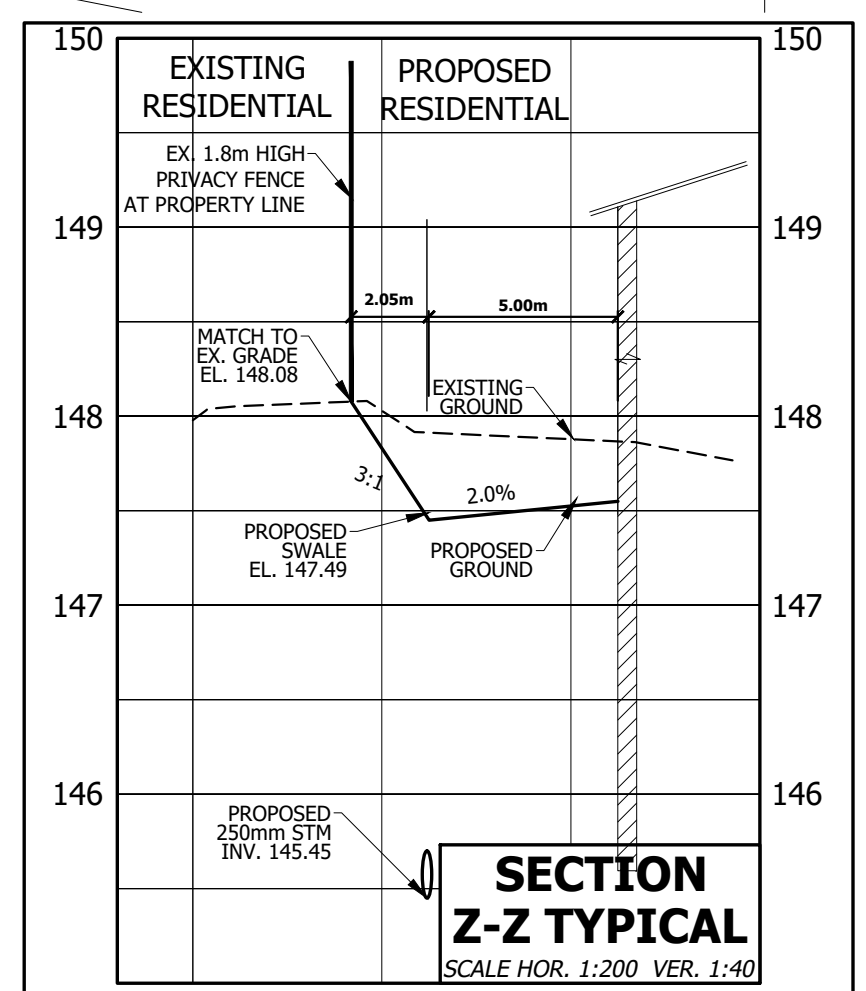 150
150
EXISTING
RESIDENTIAL
PROPOSED
RESIDENTIAL
EX. 1.8m HIGH
PRIVACY FENCE
AT PROPERTY LINE
149
149
2.05m
5.00m
MATCH TO
EX. GRADE
EL. 148.08
EXISTING
GROUND
148
148
3:1
2.0%
PROPOSED
SWALE
EL. 147.49
PROPOSED
GROUND
147
147
146
146
PROPOSED
250mm STM
INV. 145.45
SECTION
Z-Z TYPICAL
SCALE HOR. 1:200 VER. 1:40